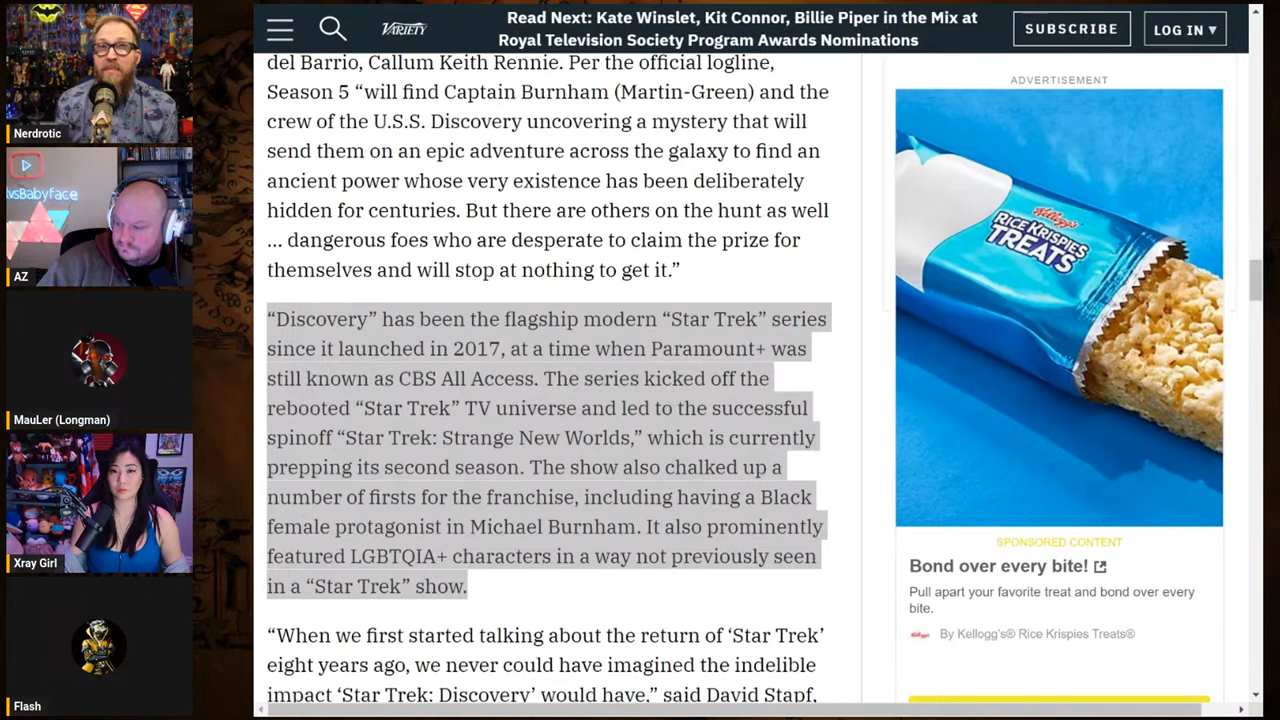 Nerdrotic
vsBabyface
AZ
MauLer (Longman)
Xray Girl
Flash
VARIETY
Read Next: Kate Winslet, Kit Connor, Billie Piper in the Mix at
Royal Television Society Program Awards Nominations
SUBSCRIBE
LOG IN ▾
del Barrio, Callum Keith Rennie. Per the official logline,
Season 5 “will find Captain Burnham (Martin-Green) and the
crew of the U.S.S. Discovery uncovering a mystery that will
send them on an epic adventure across the galaxy to find an
ancient power whose very existence has been deliberately
hidden for centuries. But there are others on the hunt as well
… dangerous foes who are desperate to claim the prize for
themselves and will stop at nothing to get it.”
“Discovery” has been the flagship modern “Star Trek” series
since it launched in 2017, at a time when Paramount+ was
still known as CBS All Access. The series kicked off the
rebooted “Star Trek” TV universe and led to the successful
spinoff “Star Trek: Strange New Worlds,” which is currently
prepping its second season. The show also chalked up a
number of firsts for the franchise, including having a Black
female protagonist in Michael Burnham. It also prominently
featured LGBTQIA+ characters in a way not previously seen
in a “Star Trek” show.
“When we first started talking about the return of ‘Star Trek’
eight years ago, we never could have imagined the indelible
impact ‘Star Trek: Discovery’ would have,” said David Stapf,
ADVERTISEMENT
Kellogg's
RICE KRISPIES
TREATS
SPONSORED CONTENT
Bond over every bite!
Pull apart your favorite treat and bond over every
bite.
By Kellogg's® Rice Krispies Treats®